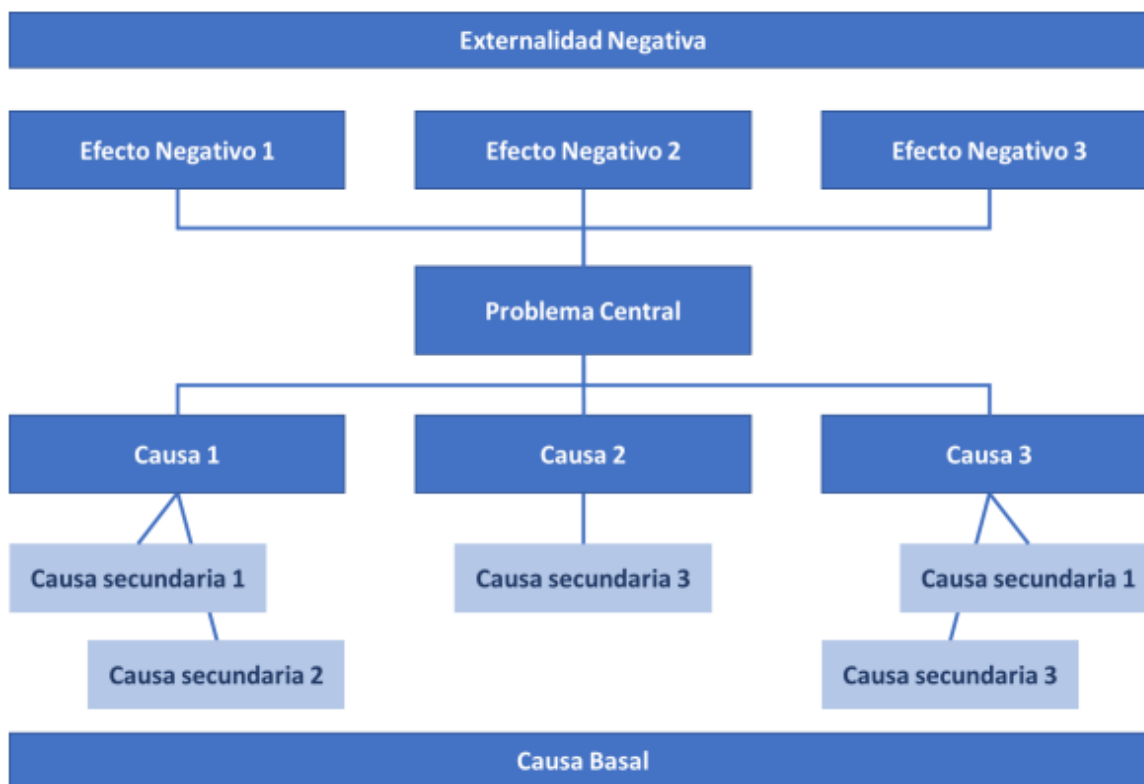 Externalidad Negativa
Efecto Negativo 1
Efecto Negativo 2
Efecto Negativo 3
Problema Central
Causa 1
Causa 2
Causa 3
Causa secundaria 1
Causa secundaria 3
Causa secundaria 1
Causa secundaria 2
Causa secundaria 3
Causa Basal